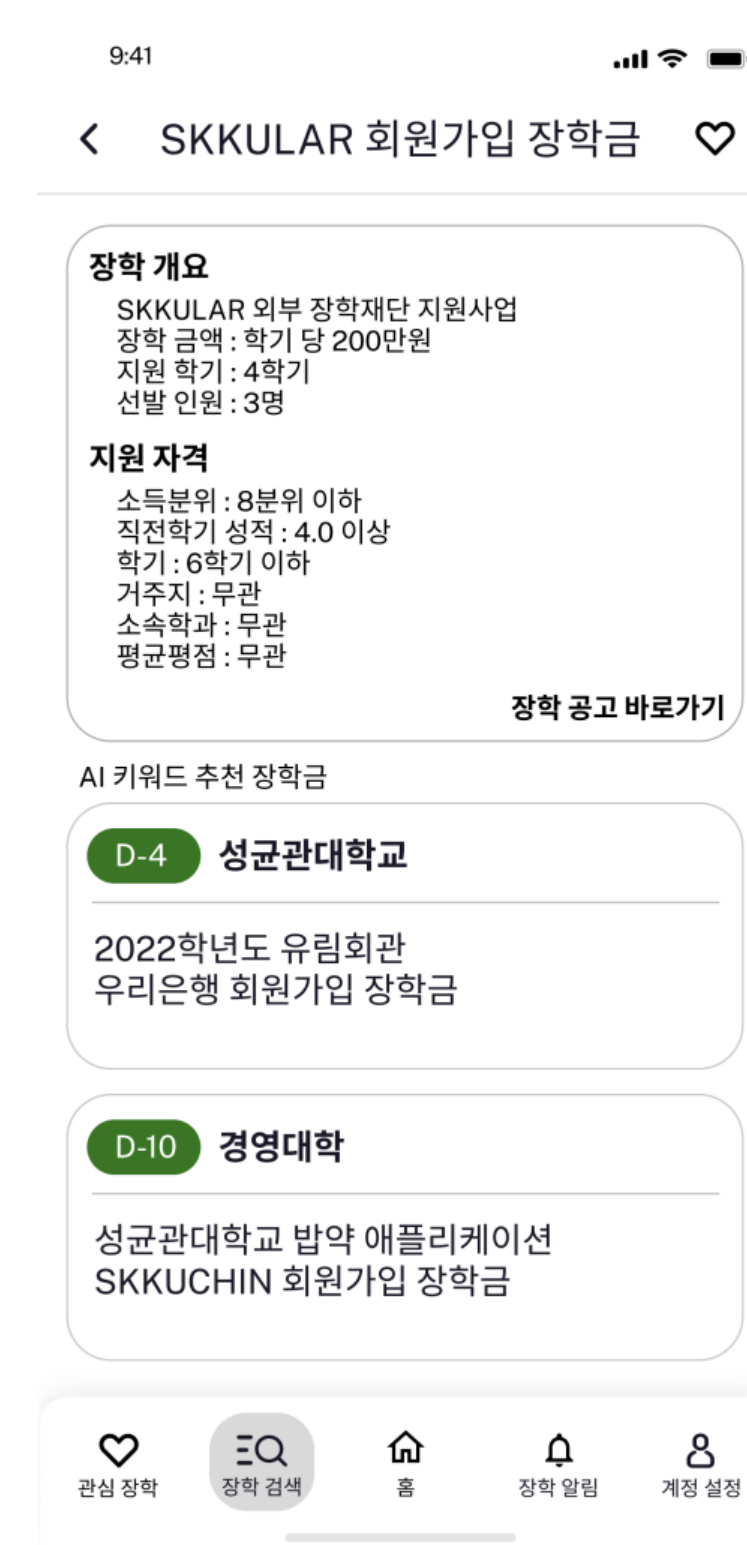 9:41
SKKULAR 회원가입 장학금
장학 개요
SKKULAR 외부 장학재단 지원사업
장학 금액 : 학기 당 200만원
지원 학기 : 4학기
선발 인원 : 3명
지원 자격
소득분위 : 8분위 이하
직전학기 성적 : 4.0 이상
학기 : 6학기 이하
거주지 : 무관
소속학과 : 무관
평균평점 : 무관
장학 공고 바로가기
AI 키워드 추천 장학금
D-4 성균관대학교
2022학년도 유림회관
우리은행 회원가입 장학금
D-10 경영대학
성균관대학교 밥약 애플리케이션
SKKUCHIN 회원가입 장학금
관심 장학 장학 검색 홈 장학 알림 계정 설정